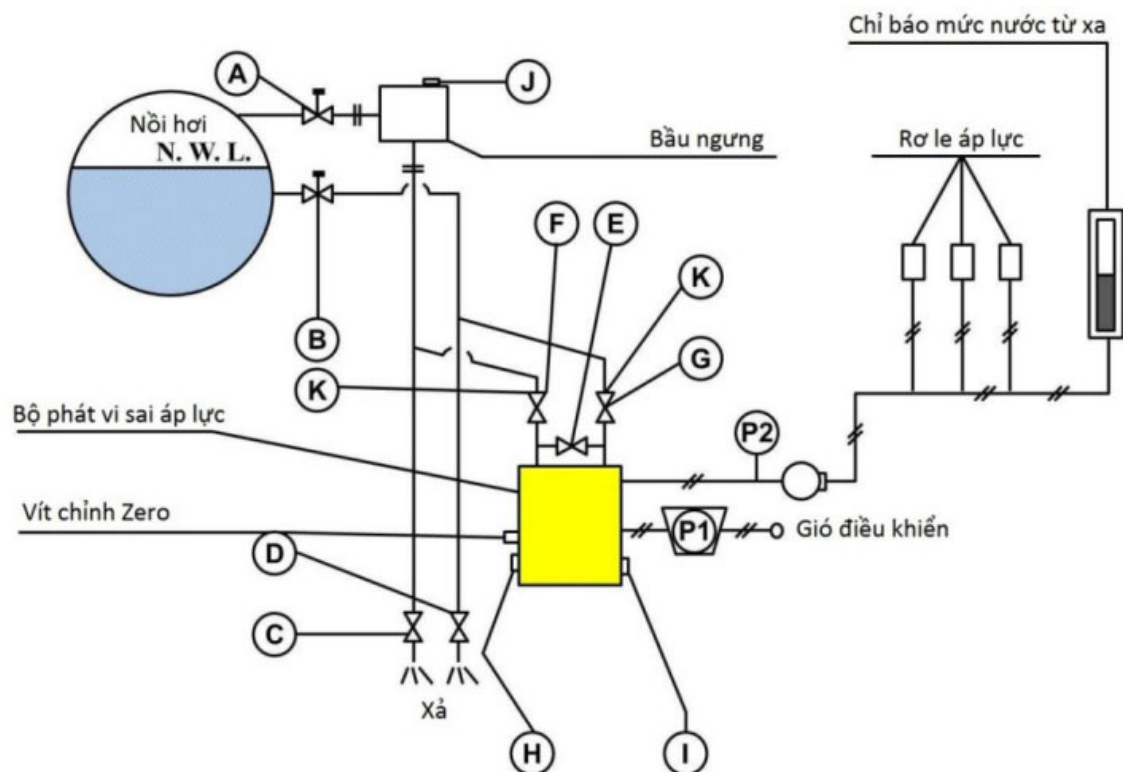 Chỉ báo mức nước từ xa
A
J
Nồi hơi
N. W. L.
Bầu ngưng
Rơ le áp lực
F
E
K
B
G
K
Bộ phát vi sai áp lực
P2
Vít chỉnh Zero
P1
Gió điều khiển
D
C
Xả
H
I